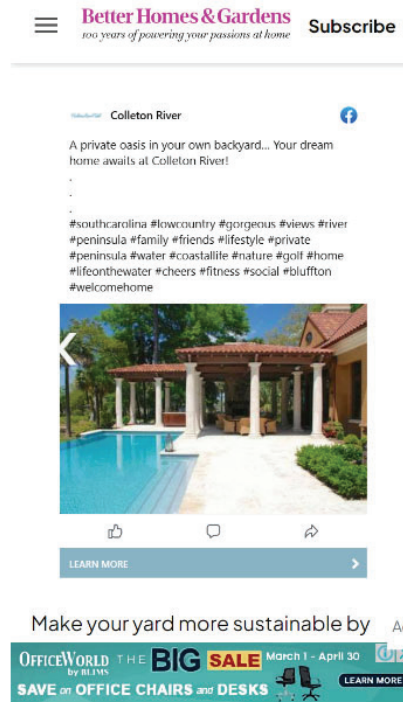 Better Homes & Gardens
100 years of powering your passions at home
Subscribe
Colleton River
A private oasis in your own backyard... Your dream
home awaits at Colleton River!
.
.
.
#southcarolina #lowcountry #gorgeous #views #river
#peninsula #family #friends #lifestyle #private
#peninsula #water #coastallife #nature #golf #home
#lifeonthewater #cheers #fitness #social #bluffton
#welcomehome
LEARN MORE
Make your yard more sustainable by
OFFICEWORLD by BLIMS THE BIG SALE March 1 - April 30
SAVE on OFFICE CHAIRS and DESKS
LEARN MORE